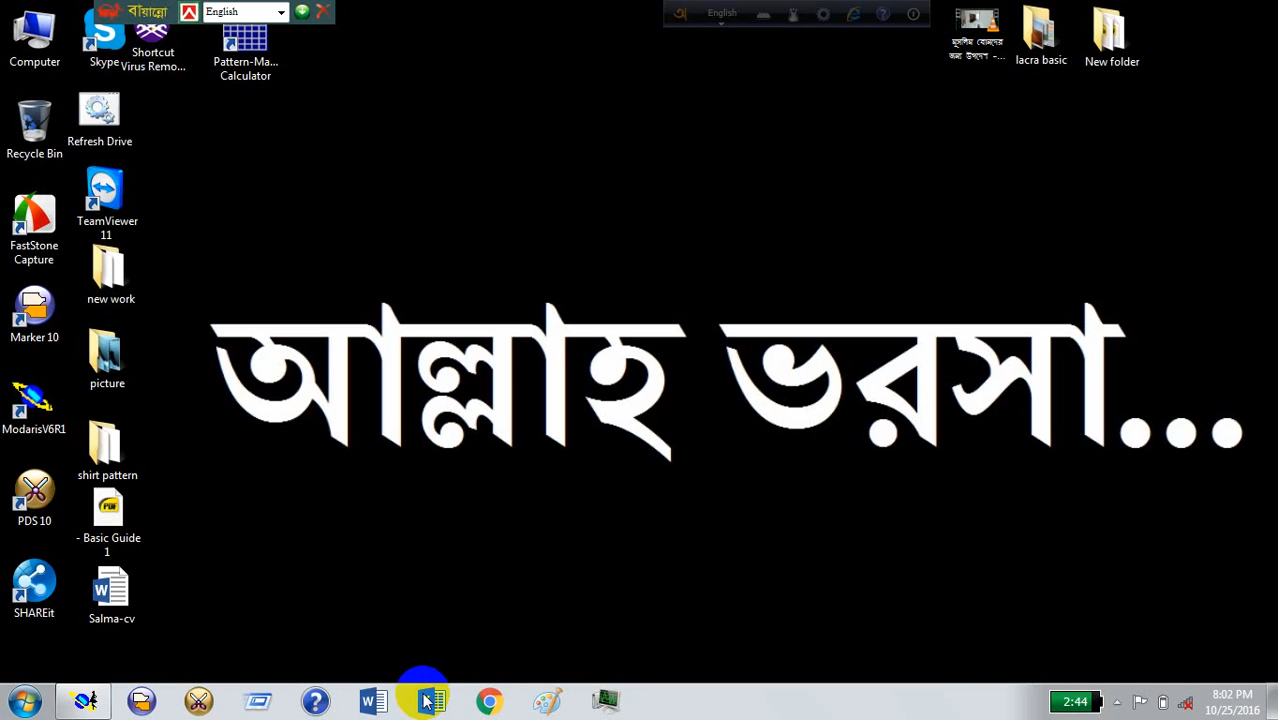 বাঁয়ান্নো
English
English
Computer
Skype
Shortcut
Virus Remo...
Pattern-Ma...
Calculator
lacra basic
New folder
Recycle Bin
Refresh Drive
FastStone
Capture
TeamViewer
11
new work
Marker 10
picture
ModarisV6R1
shirt pattern
PDS 10
- Basic Guide
1
SHAREit
Salma-cv
আল্লাহ ভরসা...
2:44
8:02 PM
10/25/2016